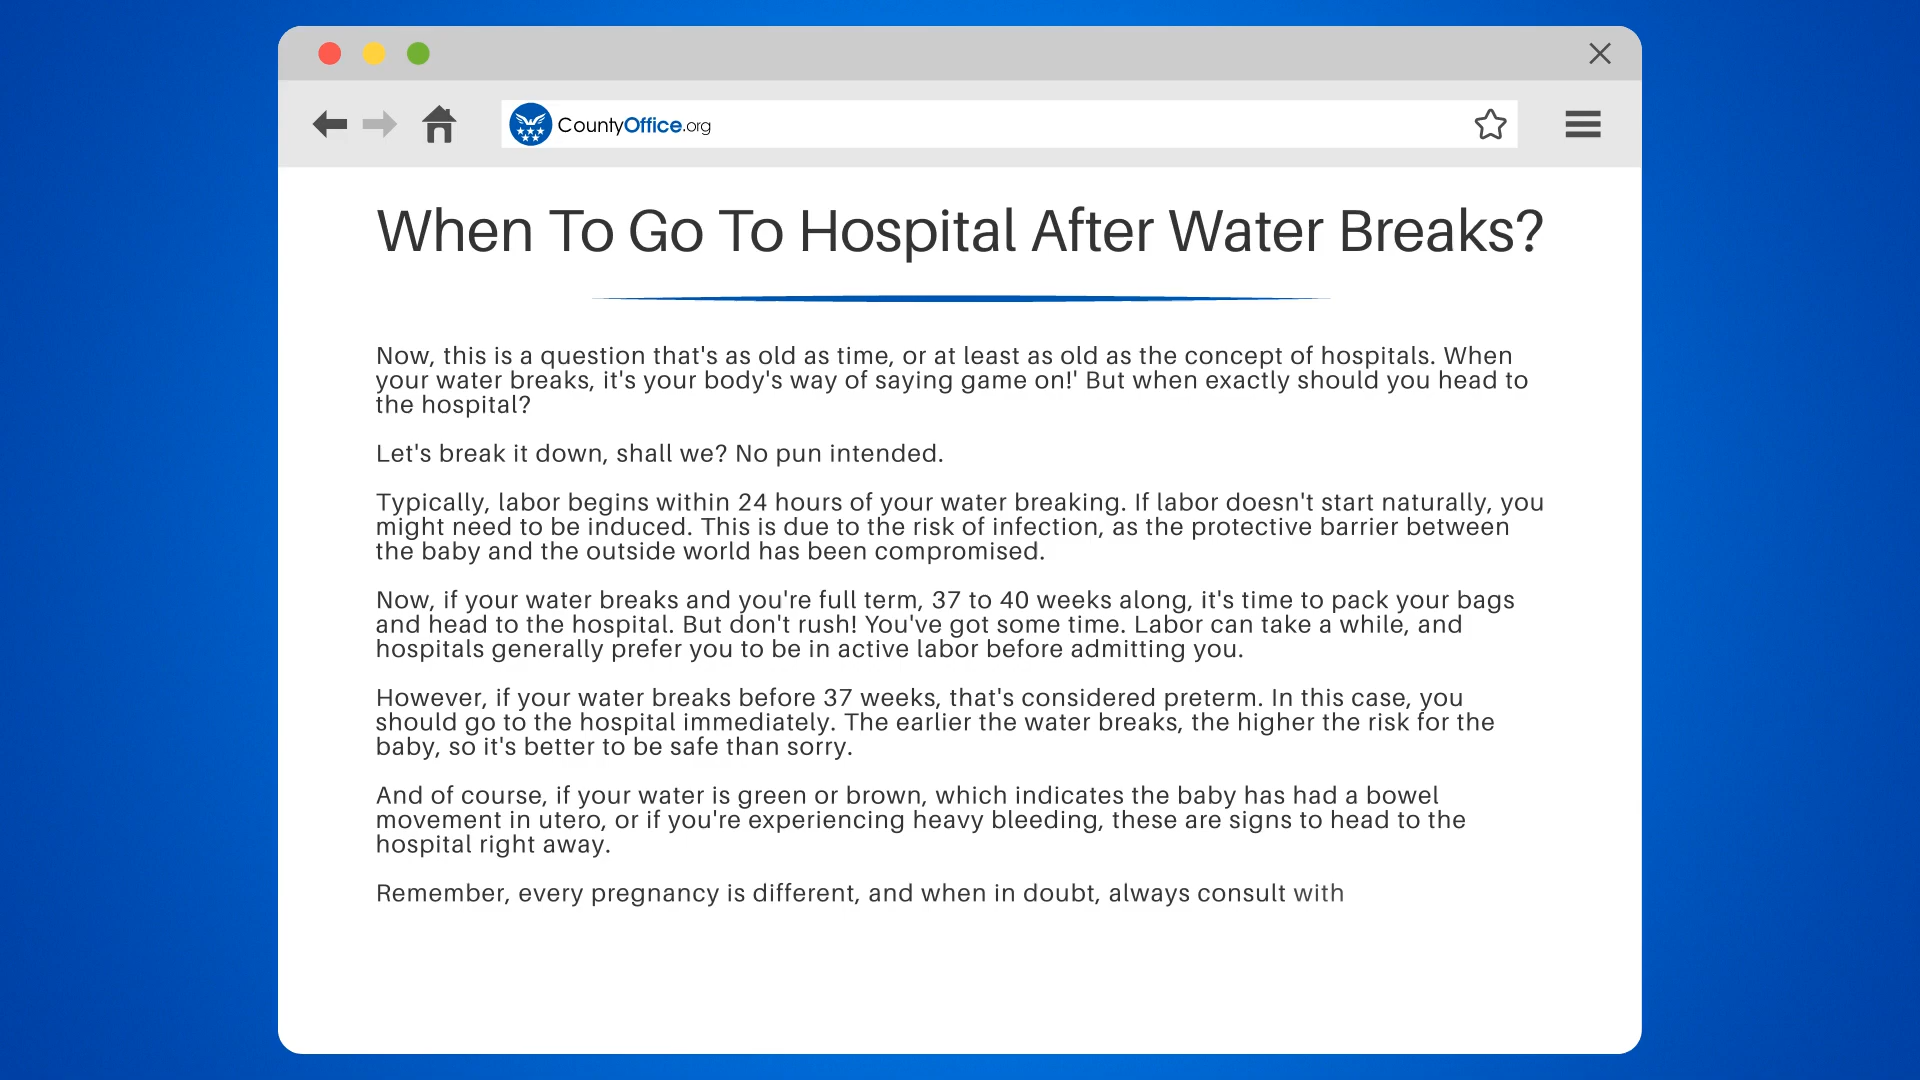 CountyOffice.org
When To Go To Hospital After Water Breaks?
Now, this is a question that's as old as time, or at least as old as the concept of hospitals. When
your water breaks, it's your body's way of saying game on!' But when exactly should you head to
the hospital?
Let's break it down, shall we? No pun intended.
Typically, labor begins within 24 hours of your water breaking. If labor doesn't start naturally, you
might need to be induced. This is due to the risk of infection, as the protective barrier between
the baby and the outside world has been compromised.
Now, if your water breaks and you're full term, 37 to 40 weeks along, it's time to pack your bags
and head to the hospital. But don't rush! You've got some time. Labor can take a while, and
hospitals generally prefer you to be in active labor before admitting you.
However, if your water breaks before 37 weeks, that's considered preterm. In this case, you
should go to the hospital immediately. The earlier the water breaks, the higher the risk for the
baby, so it's better to be safe than sorry.
And of course, if your water is green or brown, which indicates the baby has had a bowel
movement in utero, or if you're experiencing heavy bleeding, these are signs to head to the
hospital right away.
Remember, every pregnancy is different, and when in doubt, always consult with